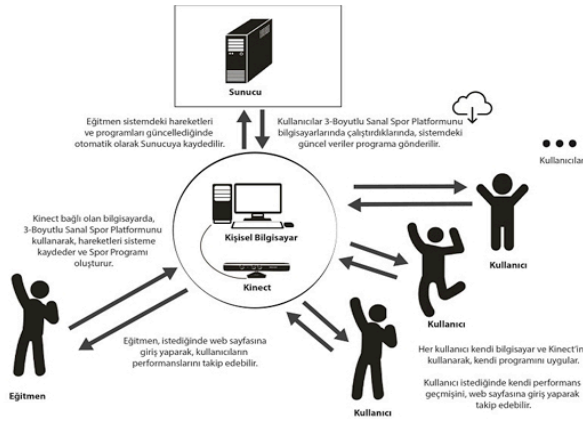 Sunucu
Eğitmen sistemdeki hareketleri
ve programları güncellediğinde
otomatik olarak Sunucuya kaydedilir.
Kullanıcılar 3-Boyutlu Sanal Spor Platformunu
bilgisayarlarında çalıştırdıklarında, sistemdeki
güncel veriler programa gönderilir.
Kullanıcılar
Kinect bağlı olan bilgisayarda,
3-Boyutlu Sanal Spor Platformunu
kullanarak, hareketleri sisteme
kaydeder ve Spor Programı
oluşturur.
Kişisel Bilgisayar
Kinect
Kullanıcı
Kullanıcı
Eğitmen, istediğinde web sayfasına
giriş yaparak, kullanıcıların
performanslarını takip edebilir.
Her kullanıcı kendi bilgisayar ve Kinect'in
kullanarak, kendi programını uygular.
Kullanıcı istediğinde kendi performans
geçmişini, web sayfasına giriş yaparak
takip edebilir.
Eğitmen
Kullanıcı